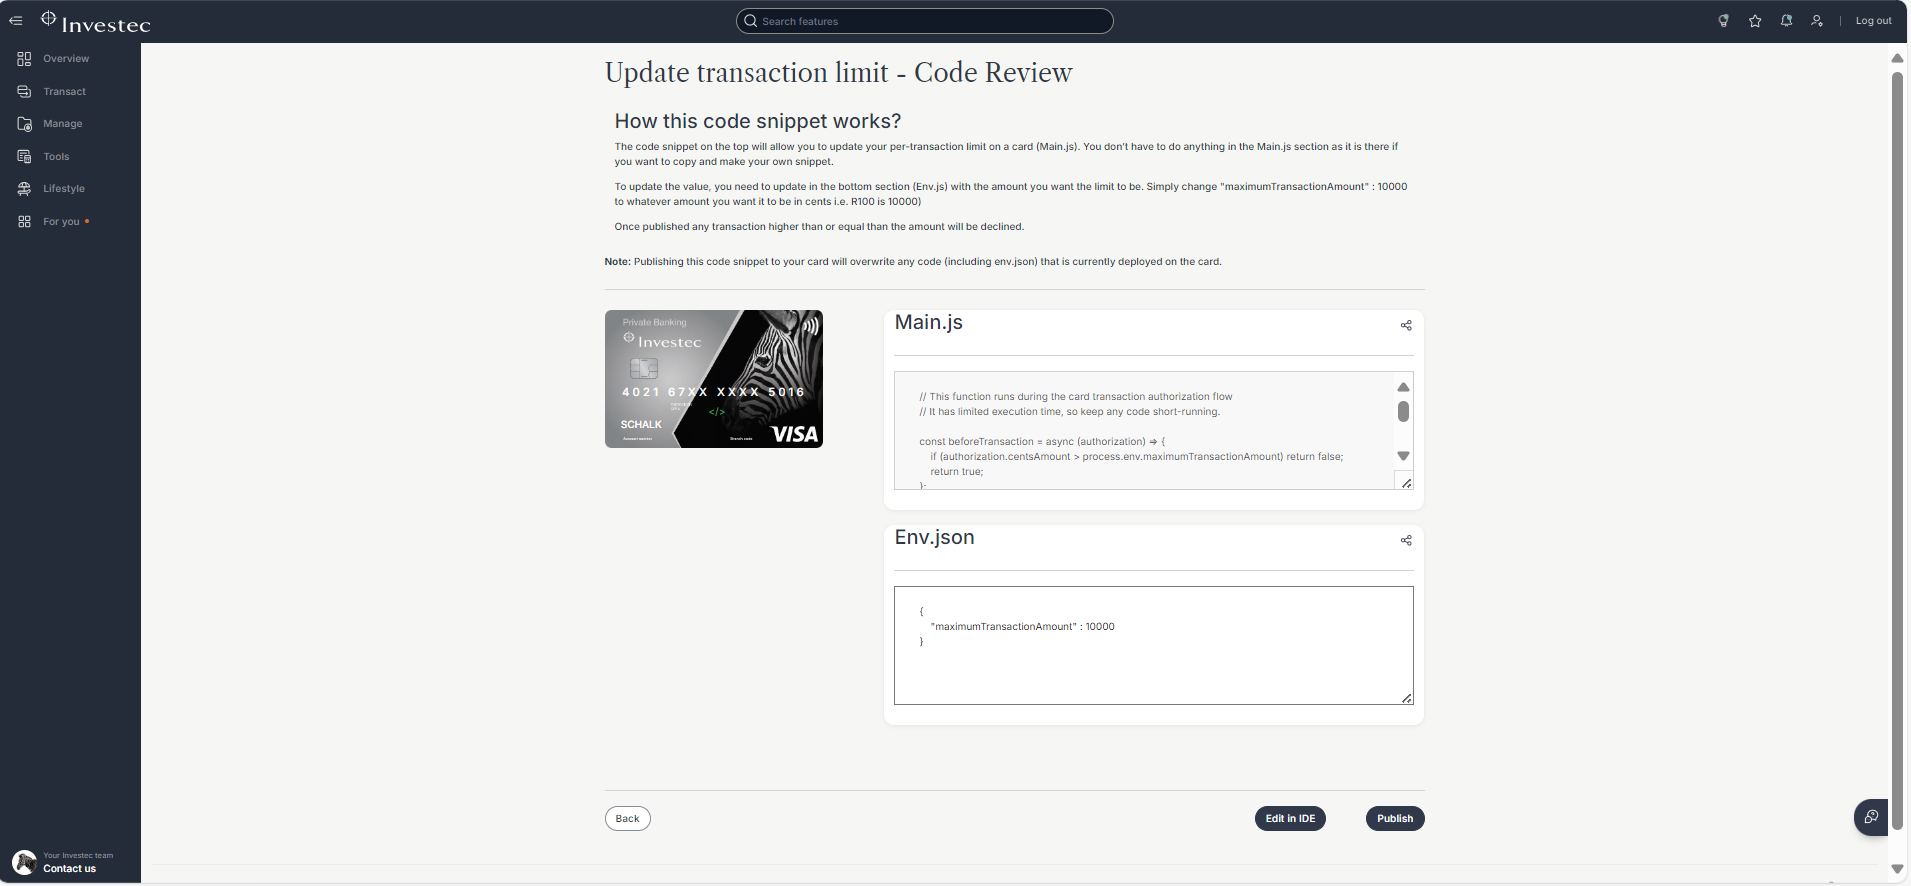 Investec
Search features
Log out
Overview
Transact
Manage
Tools
Lifestyle
For you
Update transaction limit - Code Review
How this code snippet works?
The code snippet on the top will allow you to update your per-transaction limit on a card (Main.js). You don't have to do anything in the Main.js section as it is there if
you want to copy and make your own snippet.
To update the value, you need to update in the bottom section (Env.js) with the amount you want the limit to be. Simply change "maximumTransactionAmount" : 10000
to whatever amount you want it to be in cents i.e. R100 is 10000)
Once published any transaction higher than or equal than the amount will be declined.
Note: Publishing this code snippet to your card will overwrite any code (including env.json) that is currently deployed on the card.
Private Banking
Investec
4021 67XX XXXX 5016
</>
SCHALK
Branch code
VISA
Main.js
// This function runs during the card transaction authorization flow
// It has limited execution time, so keep any code short-running.
const beforeTransaction = async (authorization) => {
if (authorization.centsAmount > process.env.maximumTransactionAmount) return false;
return true;
};
Env.json
{
"maximumTransactionAmount" : 10000
}
Back
Edit in IDE
Publish
Your Investec team
Contact us